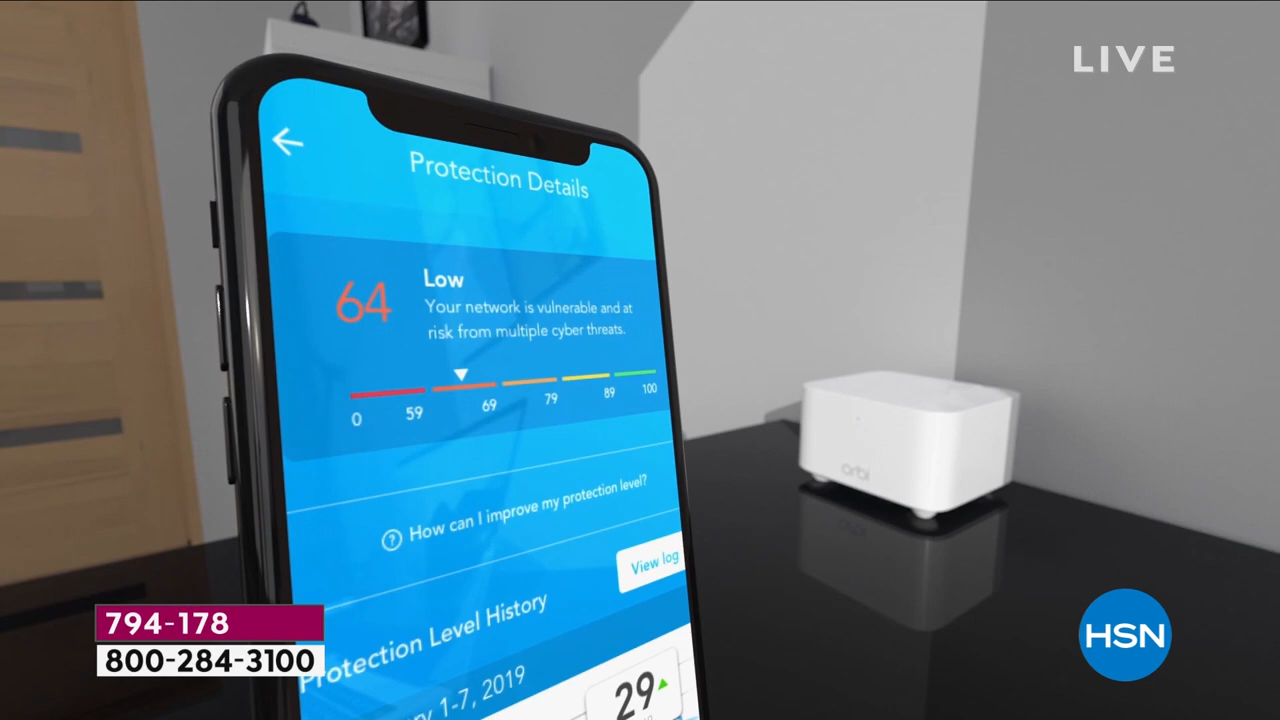 LIVE
Protection Details
64
Low
Your network is vulnerable and at
risk from multiple cyber threats.
0 59 69 79 89 100
? How can I improve my protection level?
View log
Protection Level History
1-7, 2019
29
orbi
794-178
800-284-3100
HSN